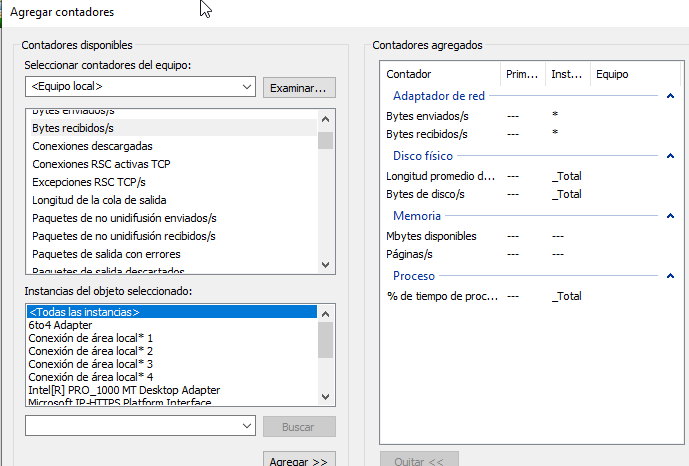 Agregar contadores
Contadores disponibles
Seleccionar contadores del equipo:
<Equipo local>
Examinar...
Bytes enviados/s
Bytes recibidos/s
Conexiones descargadas
Conexiones RSC activas TCP
Excepciones RSC TCP/s
Longitud de la cola de salida
Paquetes de no unidifusión enviados/s
Paquetes de no unidifusión recibidos/s
Paquetes de salida con errores
Paquetes de salida descartados
Instancias del objeto seleccionado:
<Todas las instancias>
6to4 Adapter
Conexión de área local* 1
Conexión de área local* 2
Conexión de área local* 3
Conexión de área local* 4
Intel[R] PRO_1000 MT Desktop Adapter
Microsoft IP-HTTPS Platform Interface
Buscar
Agregar >>
Contadores agregados
Contador Prim... Inst... Equipo
Adaptador de red
Bytes enviados/s --- *
Bytes recibidos/s --- *
Disco físico
Longitud promedio d... --- _Total
Bytes de disco/s --- _Total
Memoria
Mbytes disponibles --- ---
Páginas/s --- ---
Proceso
% de tiempo de proc... --- _Total
Quitar <<